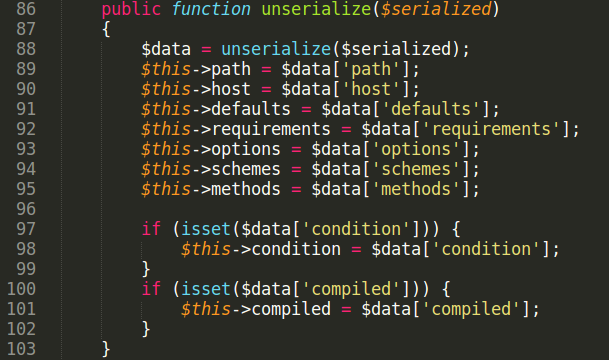 86 public function unserialize($serialized)
87 {
88 $data = unserialize($serialized);
89 $this->path = $data['path'];
90 $this->host = $data['host'];
91 $this->defaults = $data['defaults'];
92 $this->requirements = $data['requirements'];
93 $this->options = $data['options'];
94 $this->schemes = $data['schemes'];
95 $this->methods = $data['methods'];
96
97 if (isset($data['condition'])) {
98 $this->condition = $data['condition'];
99 }
100 if (isset($data['compiled'])) {
101 $this->compiled = $data['compiled'];
102 }
103 }